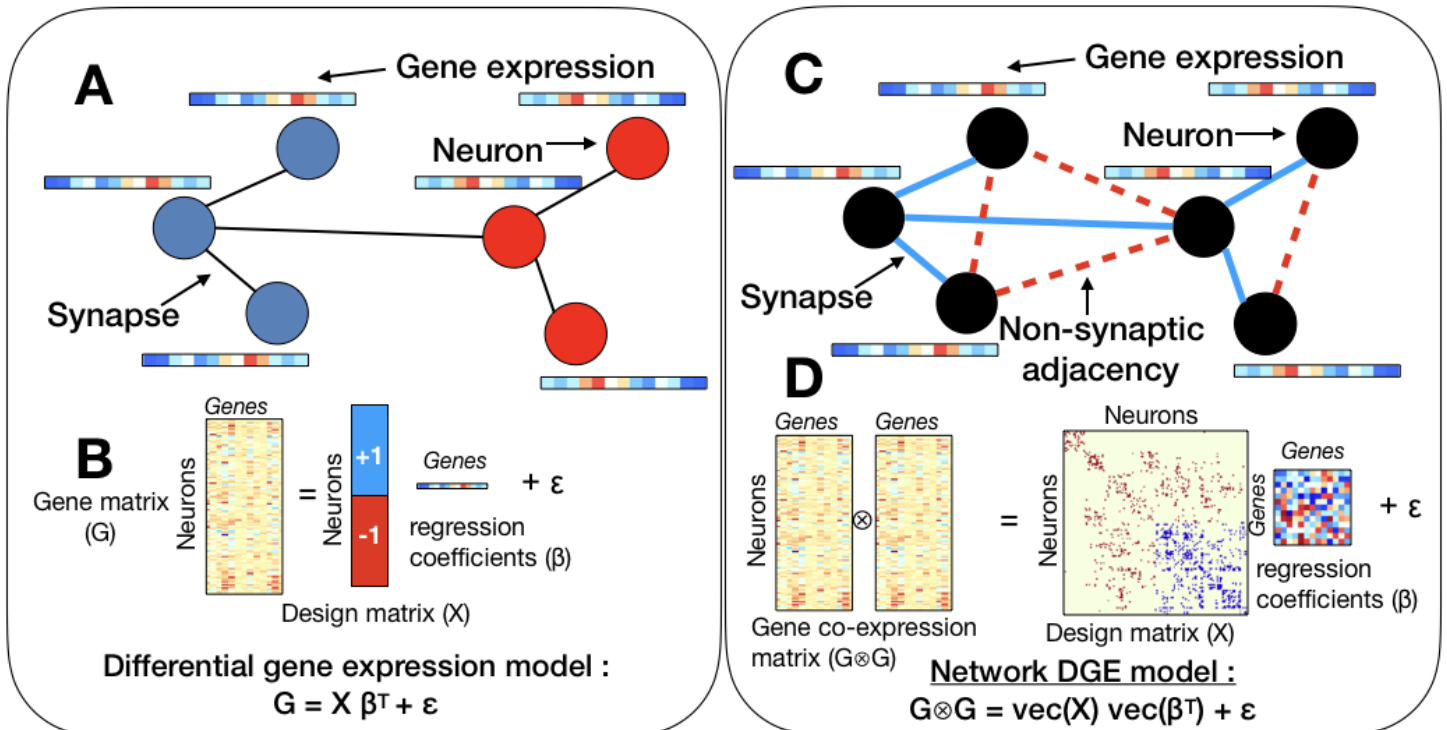 A
Gene expression
Neuron
Synapse
B
Gene matrix
(G)
Genes
Neurons
=
Neurons
+1
-1
Genes
+ ε
regression
coefficients (β)
Design matrix (X)
Differential gene expression model :
G = X βᵀ + ε
C
Gene expression
Neuron
Synapse
Non-synaptic
adjacency
D
Genes
Genes
Neurons
⊗
=
Neurons
Neurons
Genes
Genes
+ ε
regression
coefficients (β)
Gene co-expression
matrix (G⊗G)
Design matrix (X)
Network DGE model :
G⊗G = vec(X) vec(βᵀ) + ε